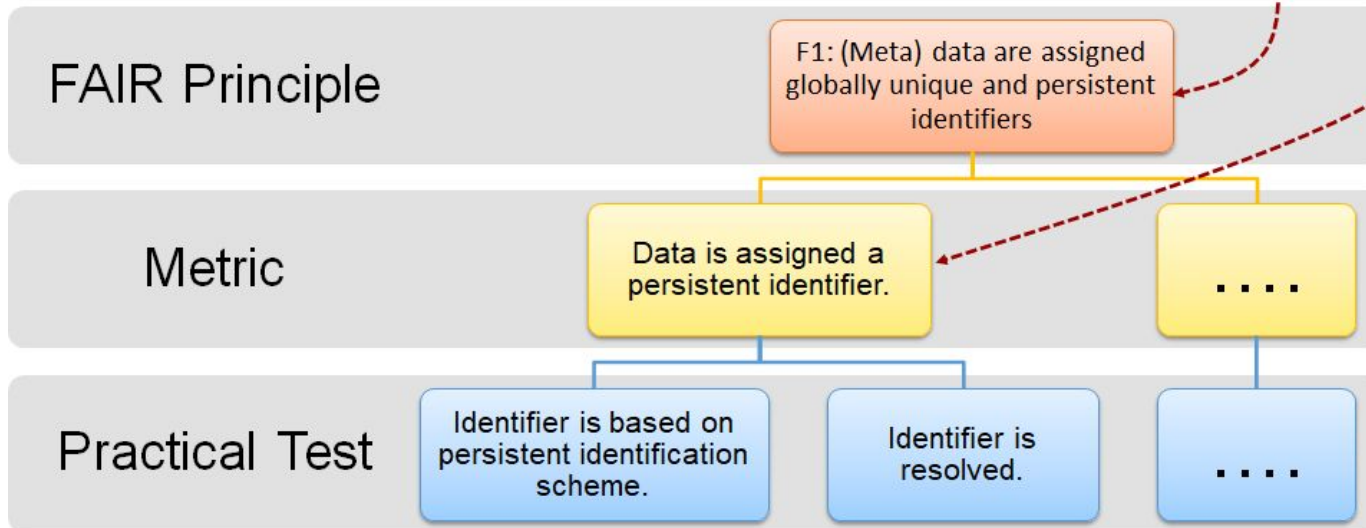 FAIR Principle
F1: (Meta) data are assigned
globally unique and persistent
identifiers
Metric
Data is assigned a
persistent identifier.
....
Practical Test
Identifier is based on
persistent identification
scheme.
Identifier is
resolved.
....